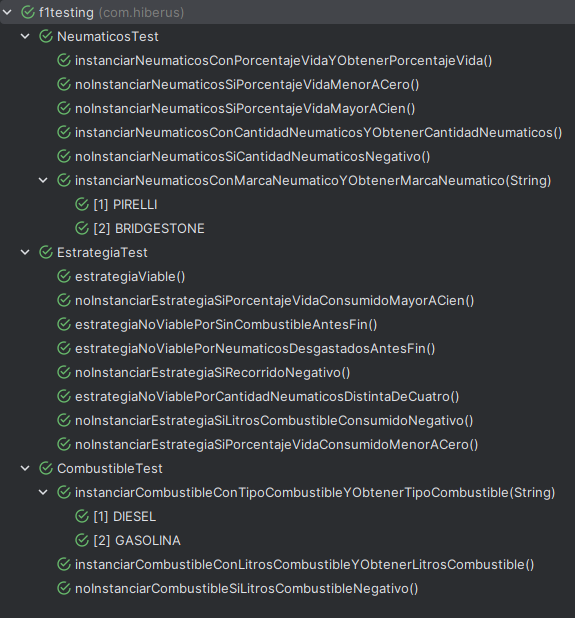 f1testing (com.hiberus)
NeumaticosTest
instanciarNeumaticosConPorcentajeVidaYObtenerPorcentajeVida()
noInstanciarNeumaticosSiPorcentajeVidaMenorACero()
noInstanciarNeumaticosSiPorcentajeVidaMayorACien()
instanciarNeumaticosConCantidadNeumaticosYObtenerCantidadNeumaticos()
noInstanciarNeumaticosSiCantidadNeumaticosNegativo()
instanciarNeumaticosConMarcaNeumaticoYObtenerMarcaNeumatico(String)
[1] PIRELLI
[2] BRIDGESTONE
EstrategiaTest
estrategiaViable()
noInstanciarEstrategiaSiPorcentajeVidaConsumidoMayorACien()
estrategiaNoViablePorSinCombustibleAntesFin()
estrategiaNoViablePorNeumaticosDesgastadosAntesFin()
noInstanciarEstrategiaSiRecorridoNegativo()
estrategiaNoViablePorCantidadNeumaticosDistintaDeCuatro()
noInstanciarEstrategiaSiLitrosCombustibleConsumidoNegativo()
noInstanciarEstrategiaSiPorcentajeVidaConsumidoMenorACero()
CombustibleTest
instanciarCombustibleConTipoCombustibleYObtenerTipoCombustible(String)
[1] DIESEL
[2] GASOLINA
instanciarCombustibleConLitrosCombustibleYObtenerLitrosCombustible()
noInstanciarCombustibleSiLitrosCombustibleNegativo()